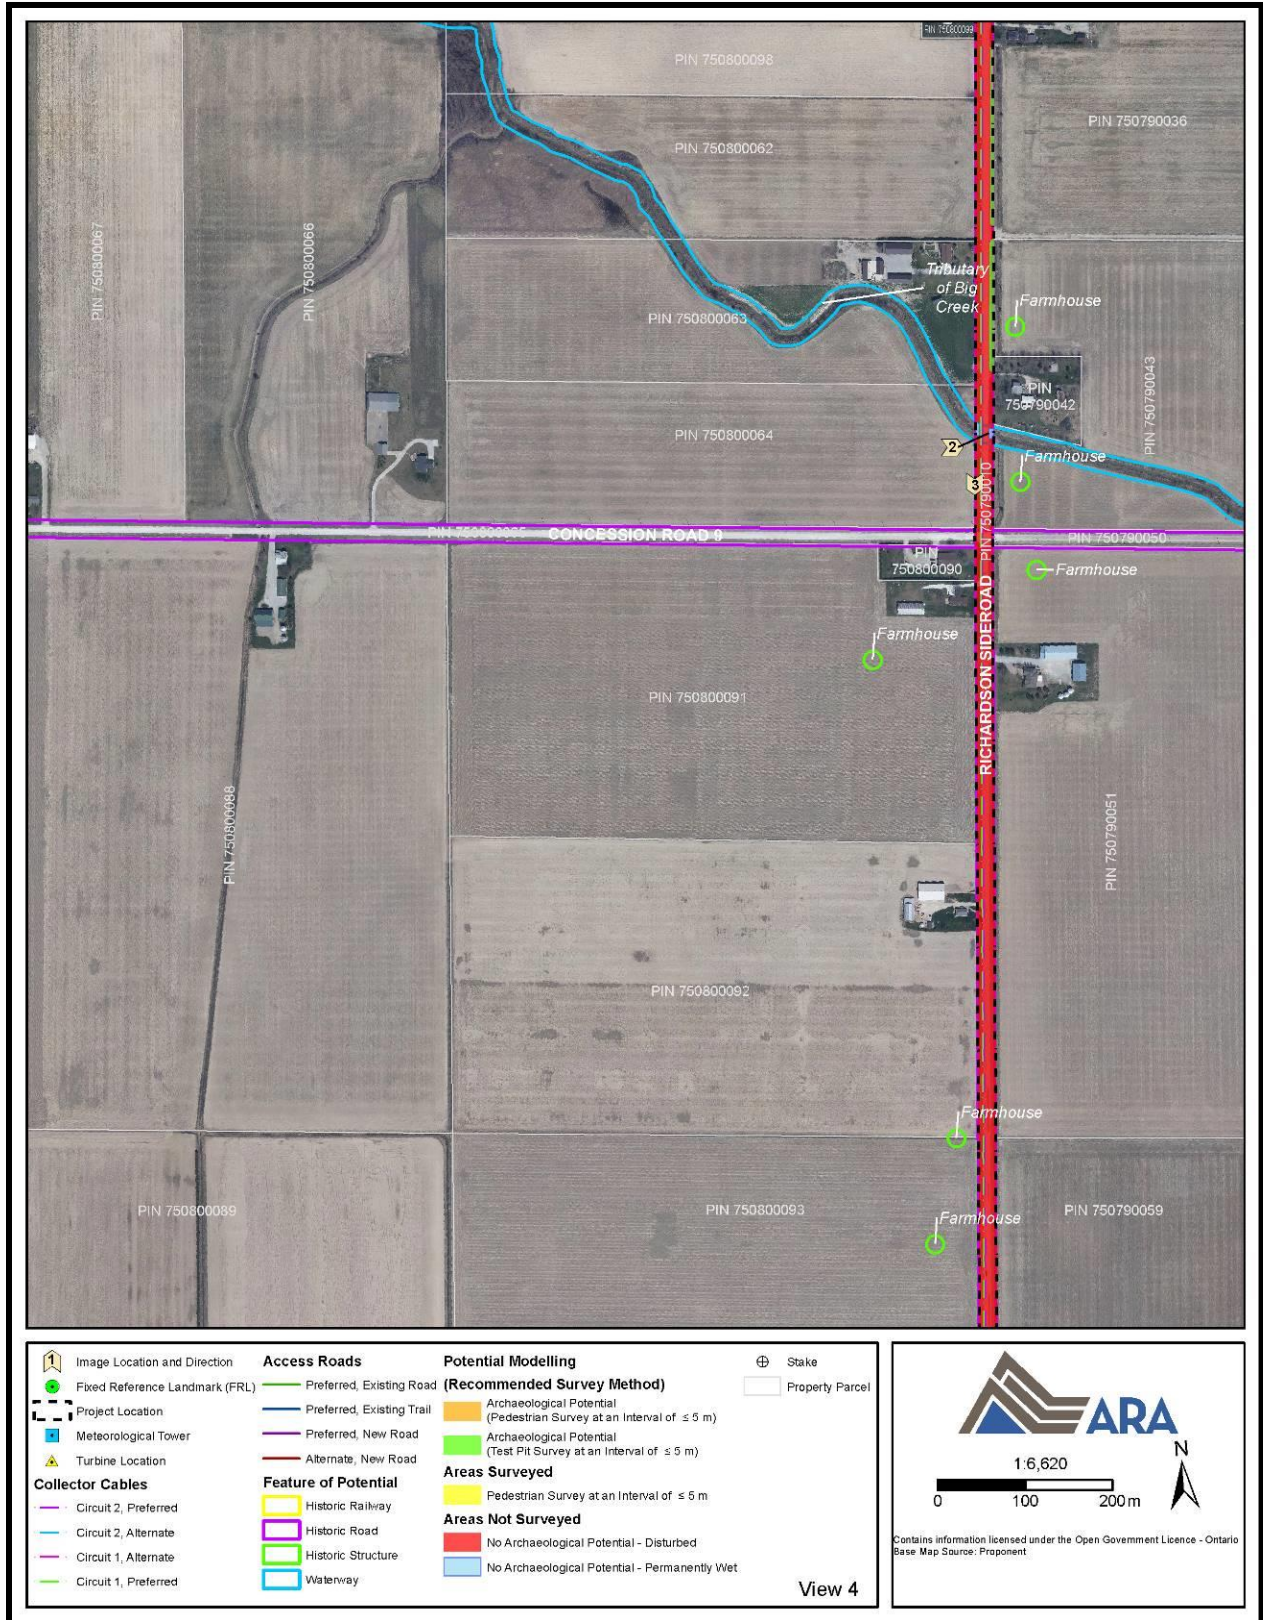 PIN 750800099
PIN 750800098
PIN 750790036
PIN 750800062
PIN 750800067
PIN 750800066
Tributary
of Big
Creek
Farmhouse
PIN 750800063
PIN
750790042
PIN 750790043
PIN 750800064
2
Farmhouse
3
PIN 750790010
CONCESSION ROAD 9
PIN 750790050
PIN
750800090
Farmhouse
Farmhouse
RICHARDSON SIDEROAD
PIN 750800091
PIN 750800088
PIN 750790051
PIN 750800092
Farmhouse
PIN 750800089
PIN 750800093
Farmhouse
PIN 750790059
1
Image Location and Direction
Fixed Reference Landmark (FRL)
Project Location
Meteorological Tower
Turbine Location
Collector Cables
Circuit 2, Preferred
Circuit 2, Alternate
Circuit 1, Alternate
Circuit 1, Preferred
Access Roads
Preferred, Existing Road
Preferred, Existing Trail
Preferred, New Road
Alternate, New Road
Feature of Potential
Historic Railway
Historic Road
Historic Structure
Waterway
Potential Modelling
(Recommended Survey Method)
Archaeological Potential
(Pedestrian Survey at an Interval of ≤ 5 m)
Archaeological Potential
(Test Pit Survey at an Interval of ≤ 5 m)
Areas Surveyed
Pedestrian Survey at an Interval of ≤ 5 m
Areas Not Surveyed
No Archaeological Potential - Disturbed
No Archaeological Potential - Permanently Wet
Stake
Property Parcel
View 4
ARA
N
1:6,620
0 100 200 m
Contains information licensed under the Open Government Licence - Ontario
Base Map Source: Proponent